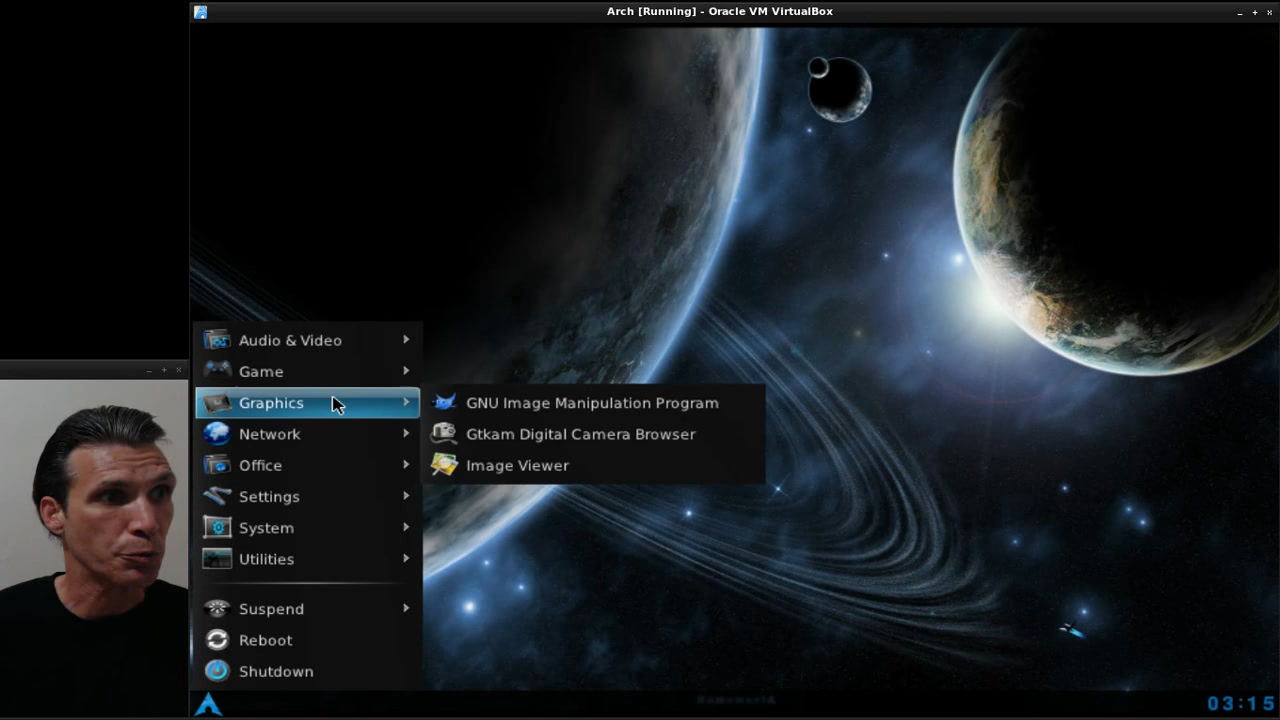 Arch [Running] - Oracle VM VirtualBox
Audio & Video
Game
Graphics
Network
Office
Settings
System
Utilities
Suspend
Reboot
Shutdown
GNU Image Manipulation Program
Gtkam Digital Camera Browser
Image Viewer
03:15